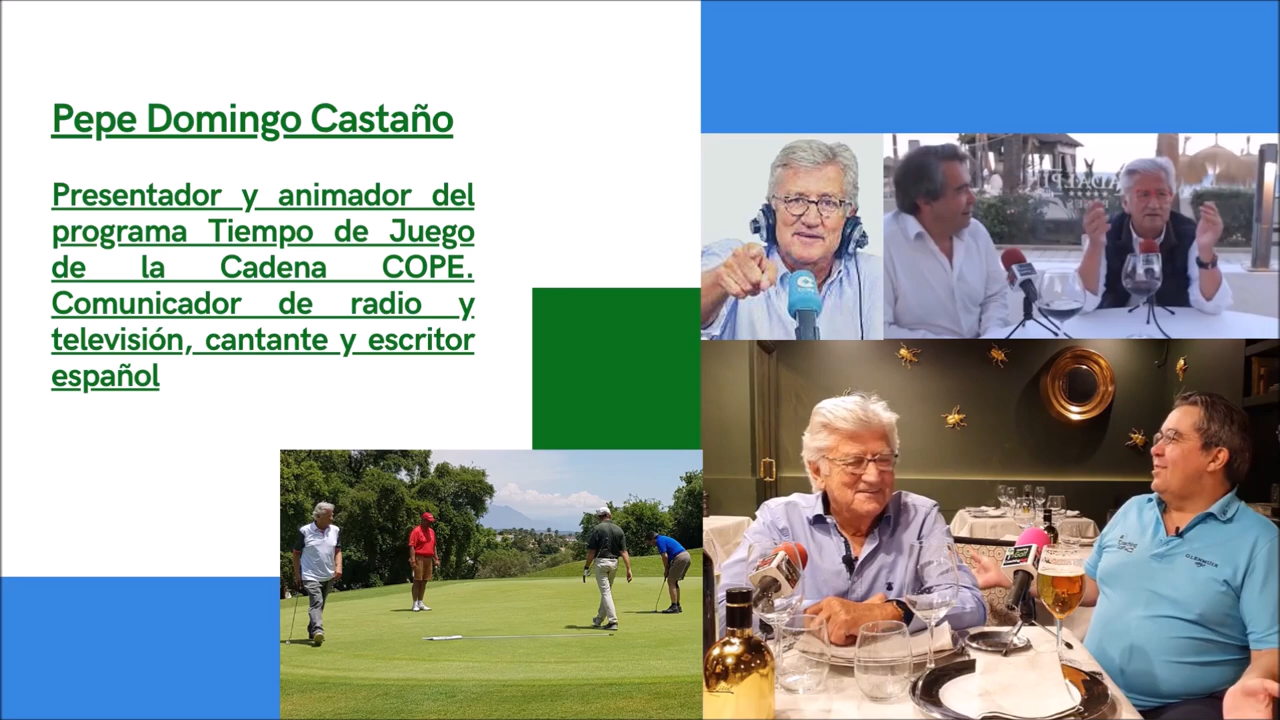 Pepe Domingo Castaño
Presentador y animador del
programa Tiempo de Juego
de la Cadena COPE.
Comunicador de radio y
televisión, cantante y escritor
español
GLENMUIR